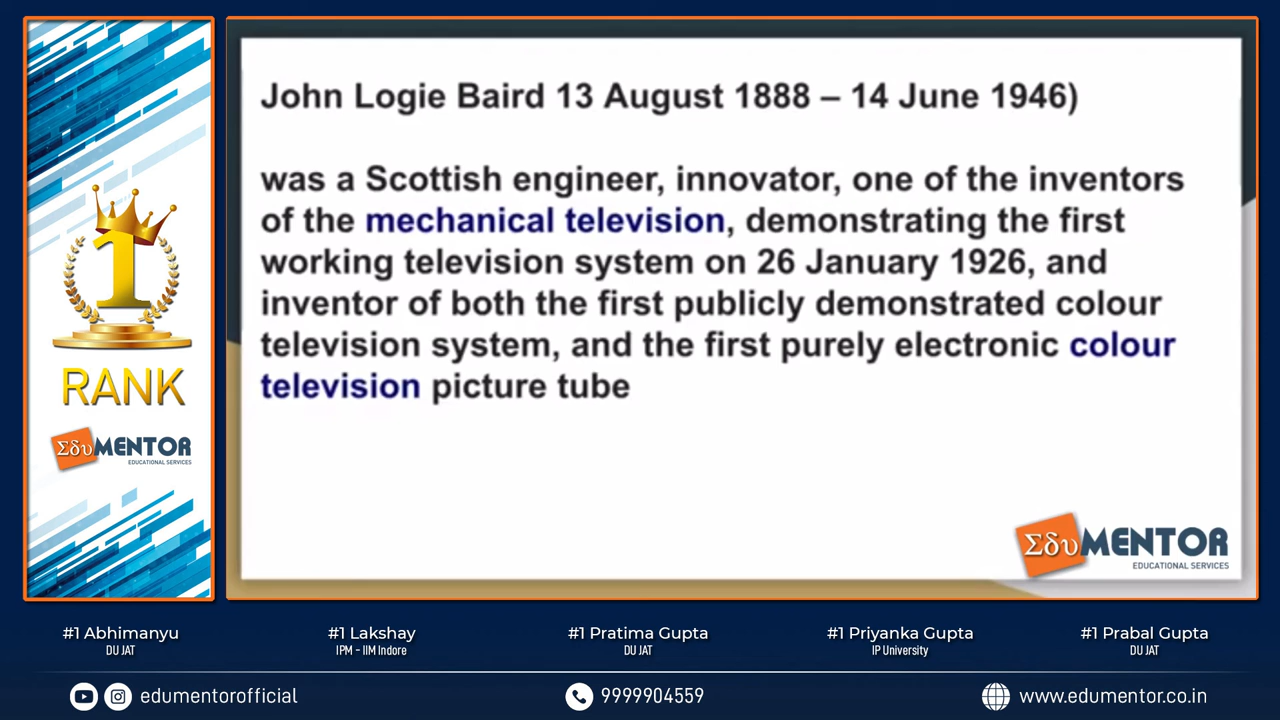 1
RANK
ΣδυMENTOR
EDUCATIONAL SERVICES
John Logie Baird 13 August 1888 – 14 June 1946)
was a Scottish engineer, innovator, one of the inventors
of the mechanical television, demonstrating the first
working television system on 26 January 1926, and
inventor of both the first publicly demonstrated colour
television system, and the first purely electronic colour
television picture tube
ΣδυMENTOR
EDUCATIONAL SERVICES
#1 Abhimanyu
DU JAT
#1 Lakshay
IPM - IIM Indore
#1 Pratima Gupta
DU JAT
#1 Priyanka Gupta
IP University
#1 Prabal Gupta
DU JAT
edumentorofficial
9999904559
www.edumentor.co.in